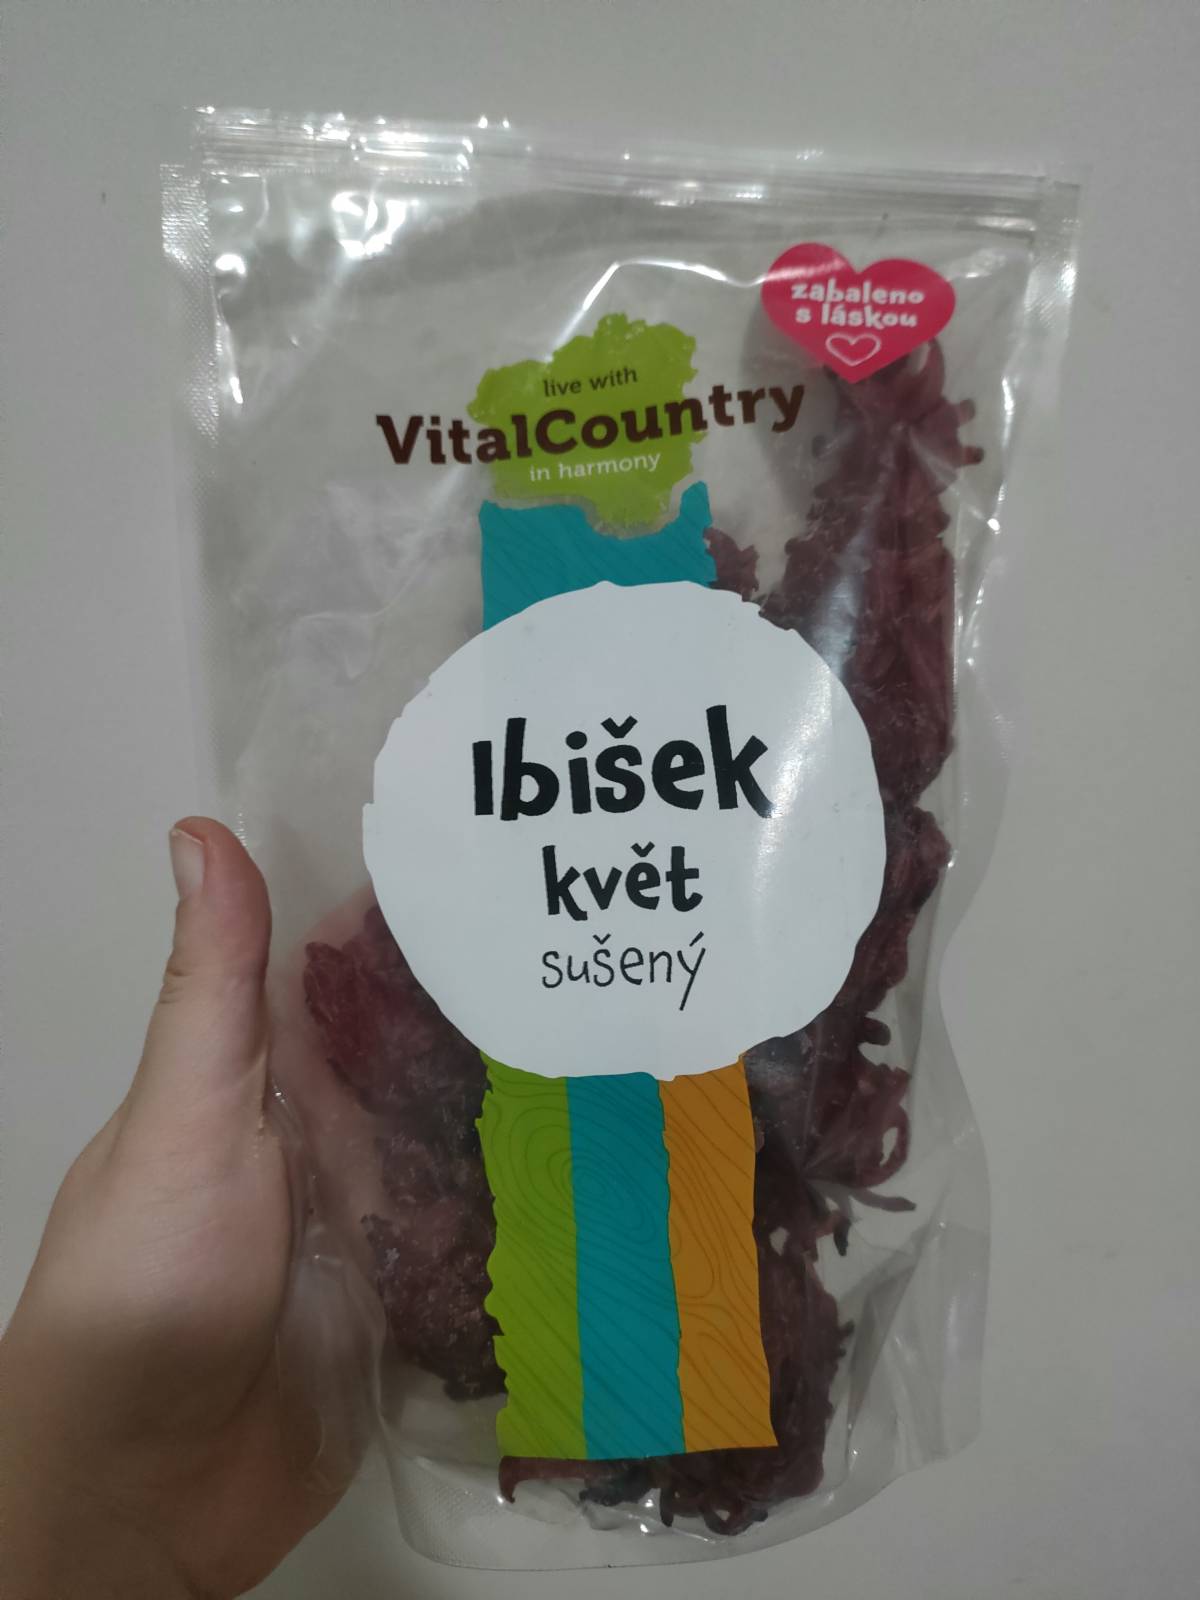 zabaleno
s láskou
live with
VitalCountry
in harmony
Ibišek
květ
sušený